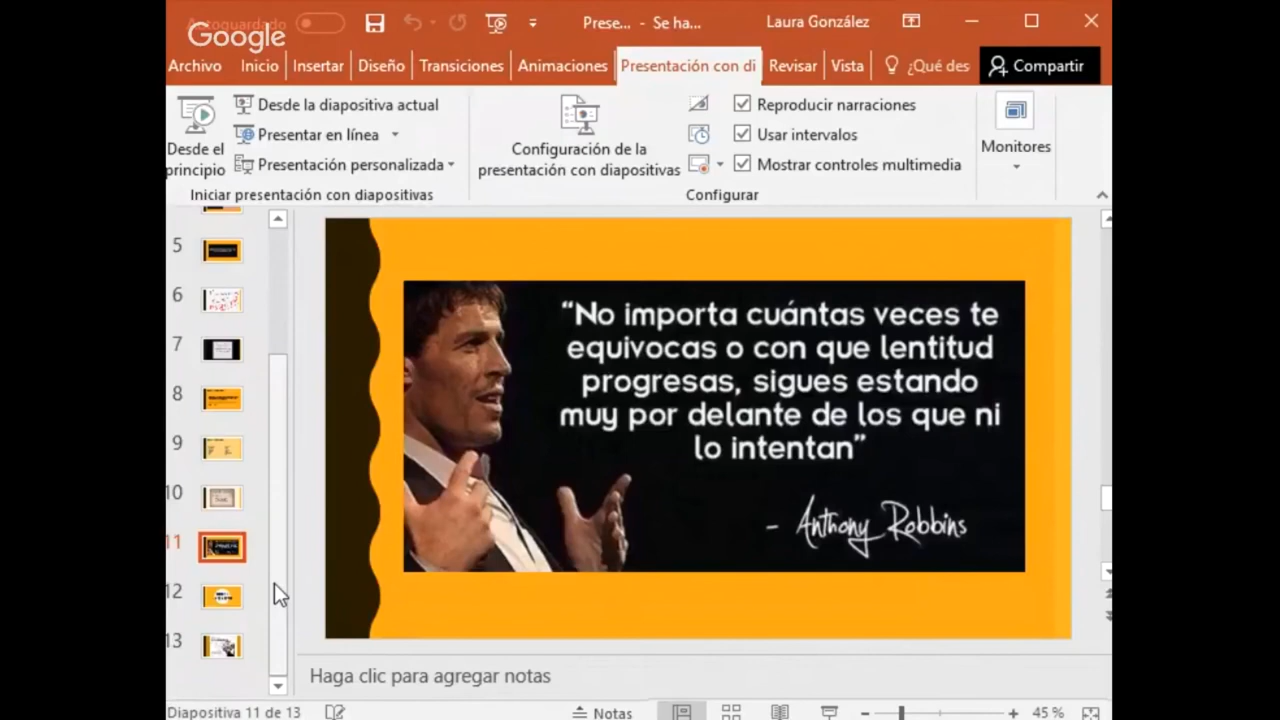 Autoguardado
Google
Prese... - Se ha...
Laura González
Archivo Inicio Insertar Diseño Transiciones Animaciones Presentación con di Revisar Vista ¿Qué des Compartir
Desde el principio
Desde la diapositiva actual
Presentar en línea
Presentación personalizada
Iniciar presentación con diapositivas
Configuración de la
presentación con diapositivas
Reproducir narraciones
Usar intervalos
Mostrar controles multimedia
Configurar
Monitores
5
6
7
8
9
10
11
12
13
“No importa cuántas veces te
equivocas o con que lentitud
progresas, sigues estando
muy por delante de los que ni
lo intentan”
- Anthony Robbins
Haga clic para agregar notas
Diapositiva 11 de 13
Notas
45 %